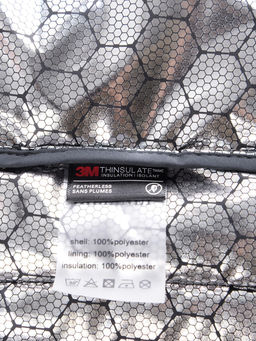 3M THINSULATE
INSULATION | ISOLANT
FEATHERLESS
SANS PLUMES
shell: 100%polyester
lining: 100%polyester
insulation: 100%polyester